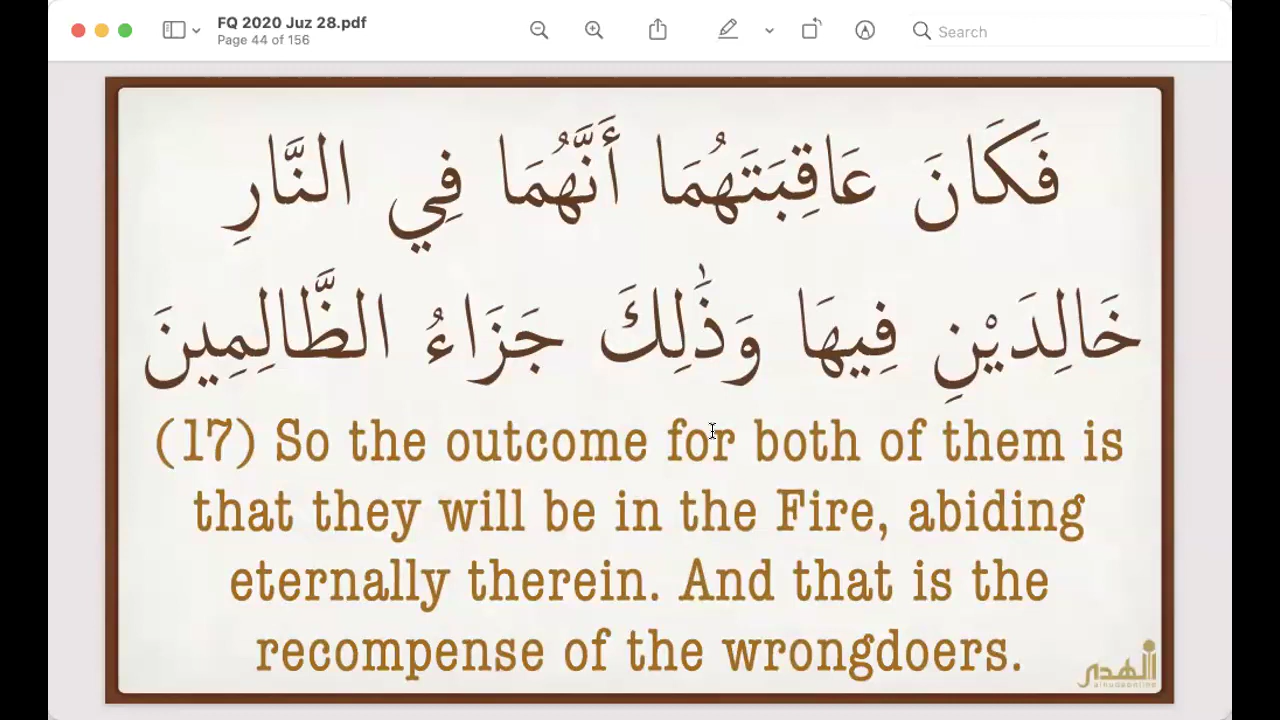 FQ 2020 Juz 28.pdf
Page 44 of 156
Search
فَكَانَ عَاقِبَتَهُمَا أَنَّهُمَا فِي النَّارِ
خَالِدَيْنِ فِيهَا وَذَٰلِكَ جَزَاءُ الظَّالِمِينَ
(17) So the outcome for both of them is
that they will be in the Fire, abiding
eternally therein. And that is the
recompense of the wrongdoers.
الهدى
alhudaonline